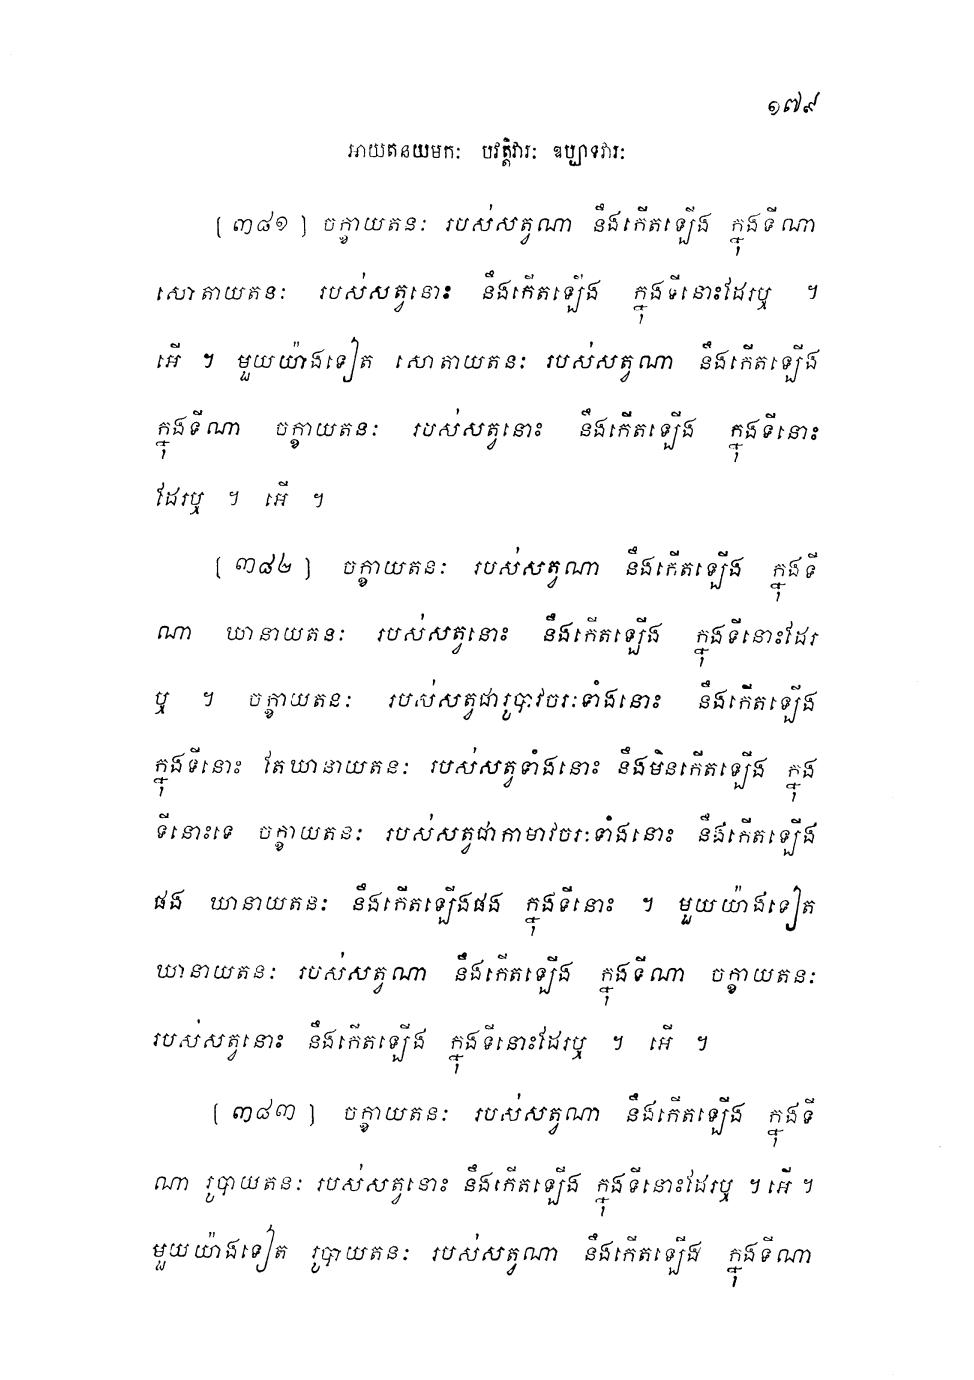 ១៧៩
អាយតនយមកៈ បវត្តិវារៈ ឧប្បាទវារៈ
[ ៣៨១ ] ចក្ខាយតនៈ របស់សត្វណា នឹងកើតឡើង ក្នុងទីណា
សោតាយតនៈ របស់សត្វនោះ នឹងកើតឡើង ក្នុងទីនោះដែរឬ ។
អើ ។ មួយយ៉ាងទៀត សោតាយតនៈ របស់សត្វណា នឹងកើតឡើង
ក្នុងទីណា ចក្ខាយតនៈ របស់សត្វនោះ នឹងកើតឡើង ក្នុងទីនោះ
ដែរឬ ។ អើ ។
[ ៣៨២ ] ចក្ខាយតនៈ របស់សត្វណា នឹងកើតឡើង ក្នុងទី
ណា ឃានាយតនៈ របស់សត្វនោះ នឹងកើតឡើង ក្នុងទីនោះដែរ
ឬ ។ ចក្ខាយតនៈ របស់សត្វជារូបាវចរៈទាំងនោះ នឹងកើតឡើង
ក្នុងទីនោះ តែឃានាយតនៈ របស់សត្វទាំងនោះ នឹងមិនកើតឡើង ក្នុង
ទីនោះទេ ចក្ខាយតនៈ របស់សត្វជាកាមាវចរៈទាំងនោះ នឹងកើតឡើង
ផង ឃានាយតនៈ នឹងកើតឡើងផង ក្នុងទីនោះ ។ មួយយ៉ាងទៀត
ឃានាយតនៈ របស់សត្វណា នឹងកើតឡើង ក្នុងទីណា ចក្ខាយតនៈ
របស់សត្វនោះ នឹងកើតឡើង ក្នុងទីនោះដែរឬ ។ អើ ។
[ ៣៨៣ ] ចក្ខាយតនៈ របស់សត្វណា នឹងកើតឡើង ក្នុងទី
ណា រូបាយតនៈ របស់សត្វនោះ នឹងកើតឡើង ក្នុងទីនោះដែរឬ ។ អើ ។
មួយយ៉ាងទៀត រូបាយតនៈ របស់សត្វណា នឹងកើតឡើង ក្នុងទីណា